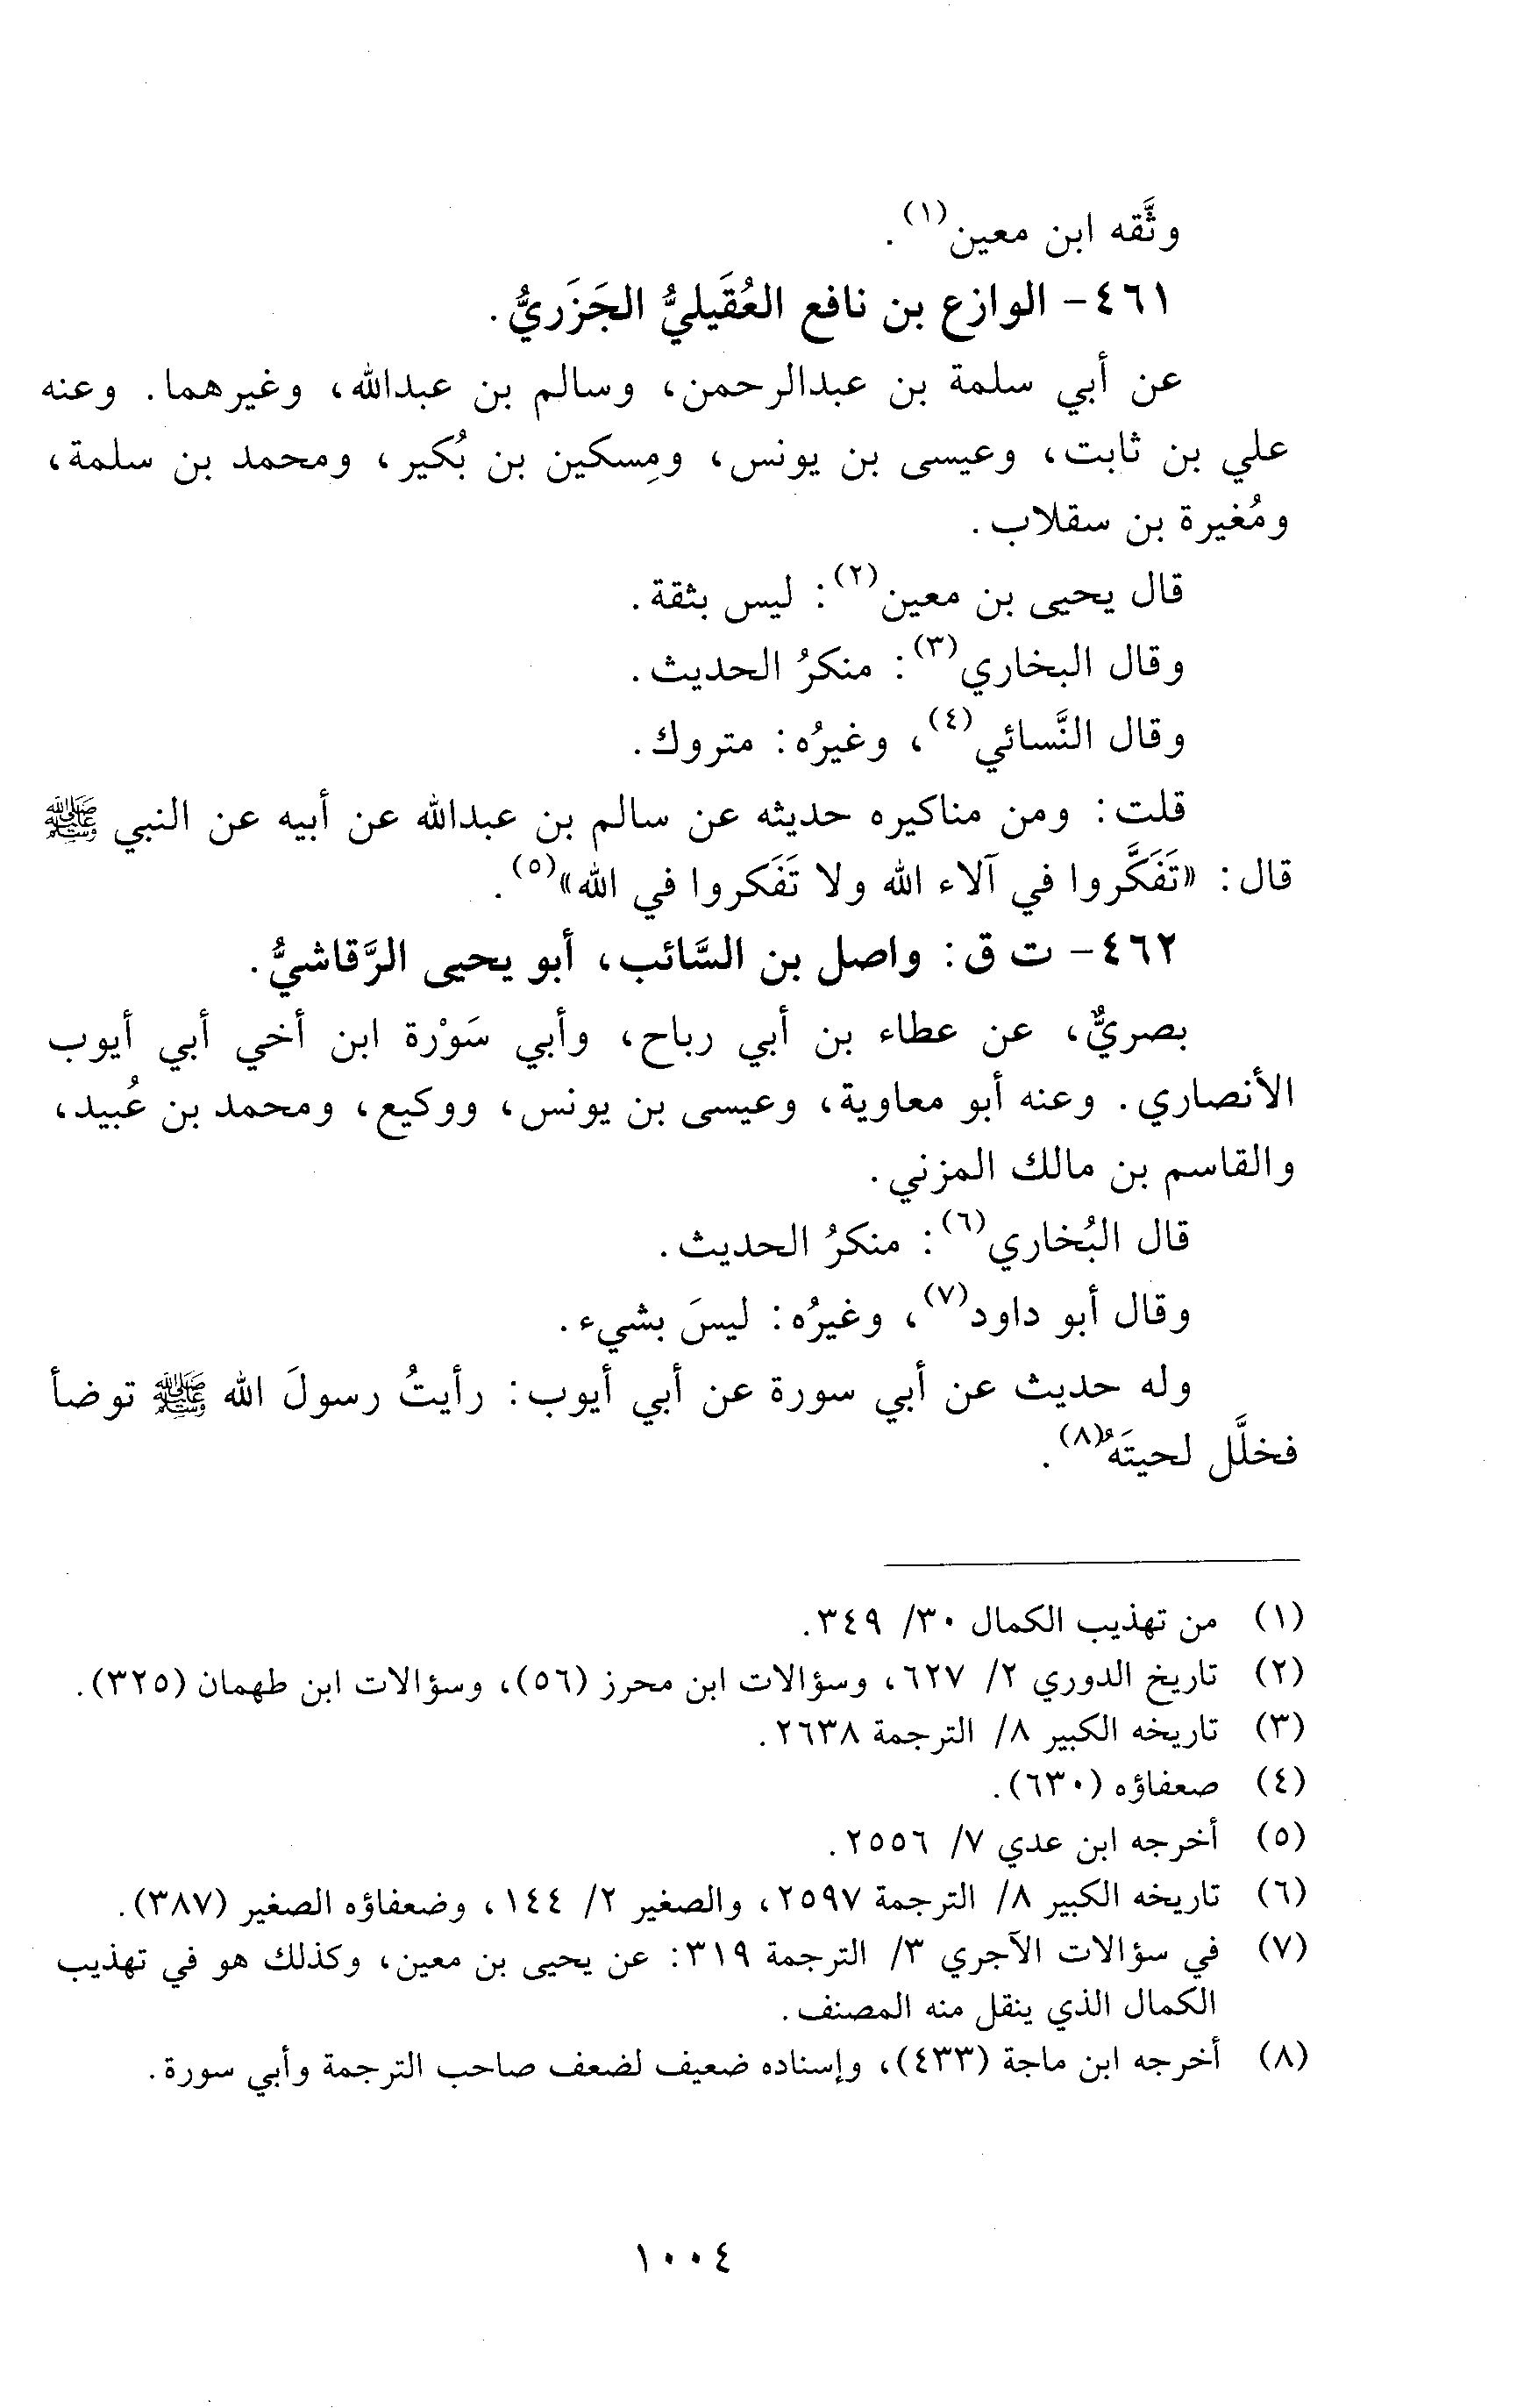 وثَّقه ابن معين(١).
٤٦١- الوازع بن نافع العُقَيليُّ الجَزَريُّ.
عن أبي سلمة بن عبدالرحمن، وسالم بن عبدالله، وغيرهما. وعنه
علي بن ثابت، وعيسى بن يونس، ومِسكين بن بُكير، ومحمد بن سلمة،
ومُغيرة بن سقلاب.
قال يحيى بن معين(٢): ليس بثقة.
وقال البخاري(٣): منكرُ الحديث.
وقال النَّسائي(٤)، وغيرُه: متروك.
قلت: ومن مناكيره حديثه عن سالم بن عبدالله عن أبيه عن النبي ﷺ
قال: «تَفَكَّروا في آلاء الله ولا تَفَكروا في الله»(٥).
٤٦٢- ت ق: واصل بن السَّائب، أبو يحيى الرَّقاشيُّ.
بصريٌّ، عن عطاء بن أبي رباح، وأبي سَوْرة ابن أخي أبي أيوب
الأنصاري. وعنه أبو معاوية، وعيسى بن يونس، ووكيع، ومحمد بن عُبيد،
والقاسم بن مالك المزني.
قال البُخاري(٦): منكرُ الحديث.
وقال أبو داود(٧)، وغيرُه: ليسَ بشيء.
وله حديث عن أبي سورة عن أبي أيوب: رأيتُ رسولَ الله ﷺ توضأ
فخلَّل لحيتَهُ(٨).
(١) من تهذيب الكمال ٣٠/ ٣٤٩.
(٢) تاريخ الدوري ٢/ ٦٢٧، وسؤالات ابن محرز (٥٦)، وسؤالات ابن طهمان (٣٢٥).
(٣) تاريخه الكبير ٨/ الترجمة ٢٦٣٨.
(٤) صعفاؤه (٦٣٠).
(٥) أخرجه ابن عدي ٧/ ٢٥٥٦.
(٦) تاريخه الكبير ٨/ الترجمة ٢٥٩٧، والصغير ٢/ ١٤٤، وضعفاؤه الصغير (٣٨٧).
(٧) في سؤالات الآجري ٣/ الترجمة ٣١٩: عن يحيى بن معين، وكذلك هو في تهذيب
الكمال الذي ينقل منه المصنف.
(٨) أخرجه ابن ماجة (٤٣٣)، وإسناده ضعيف لضعف صاحب الترجمة وأبي سورة.
١٠٠٤